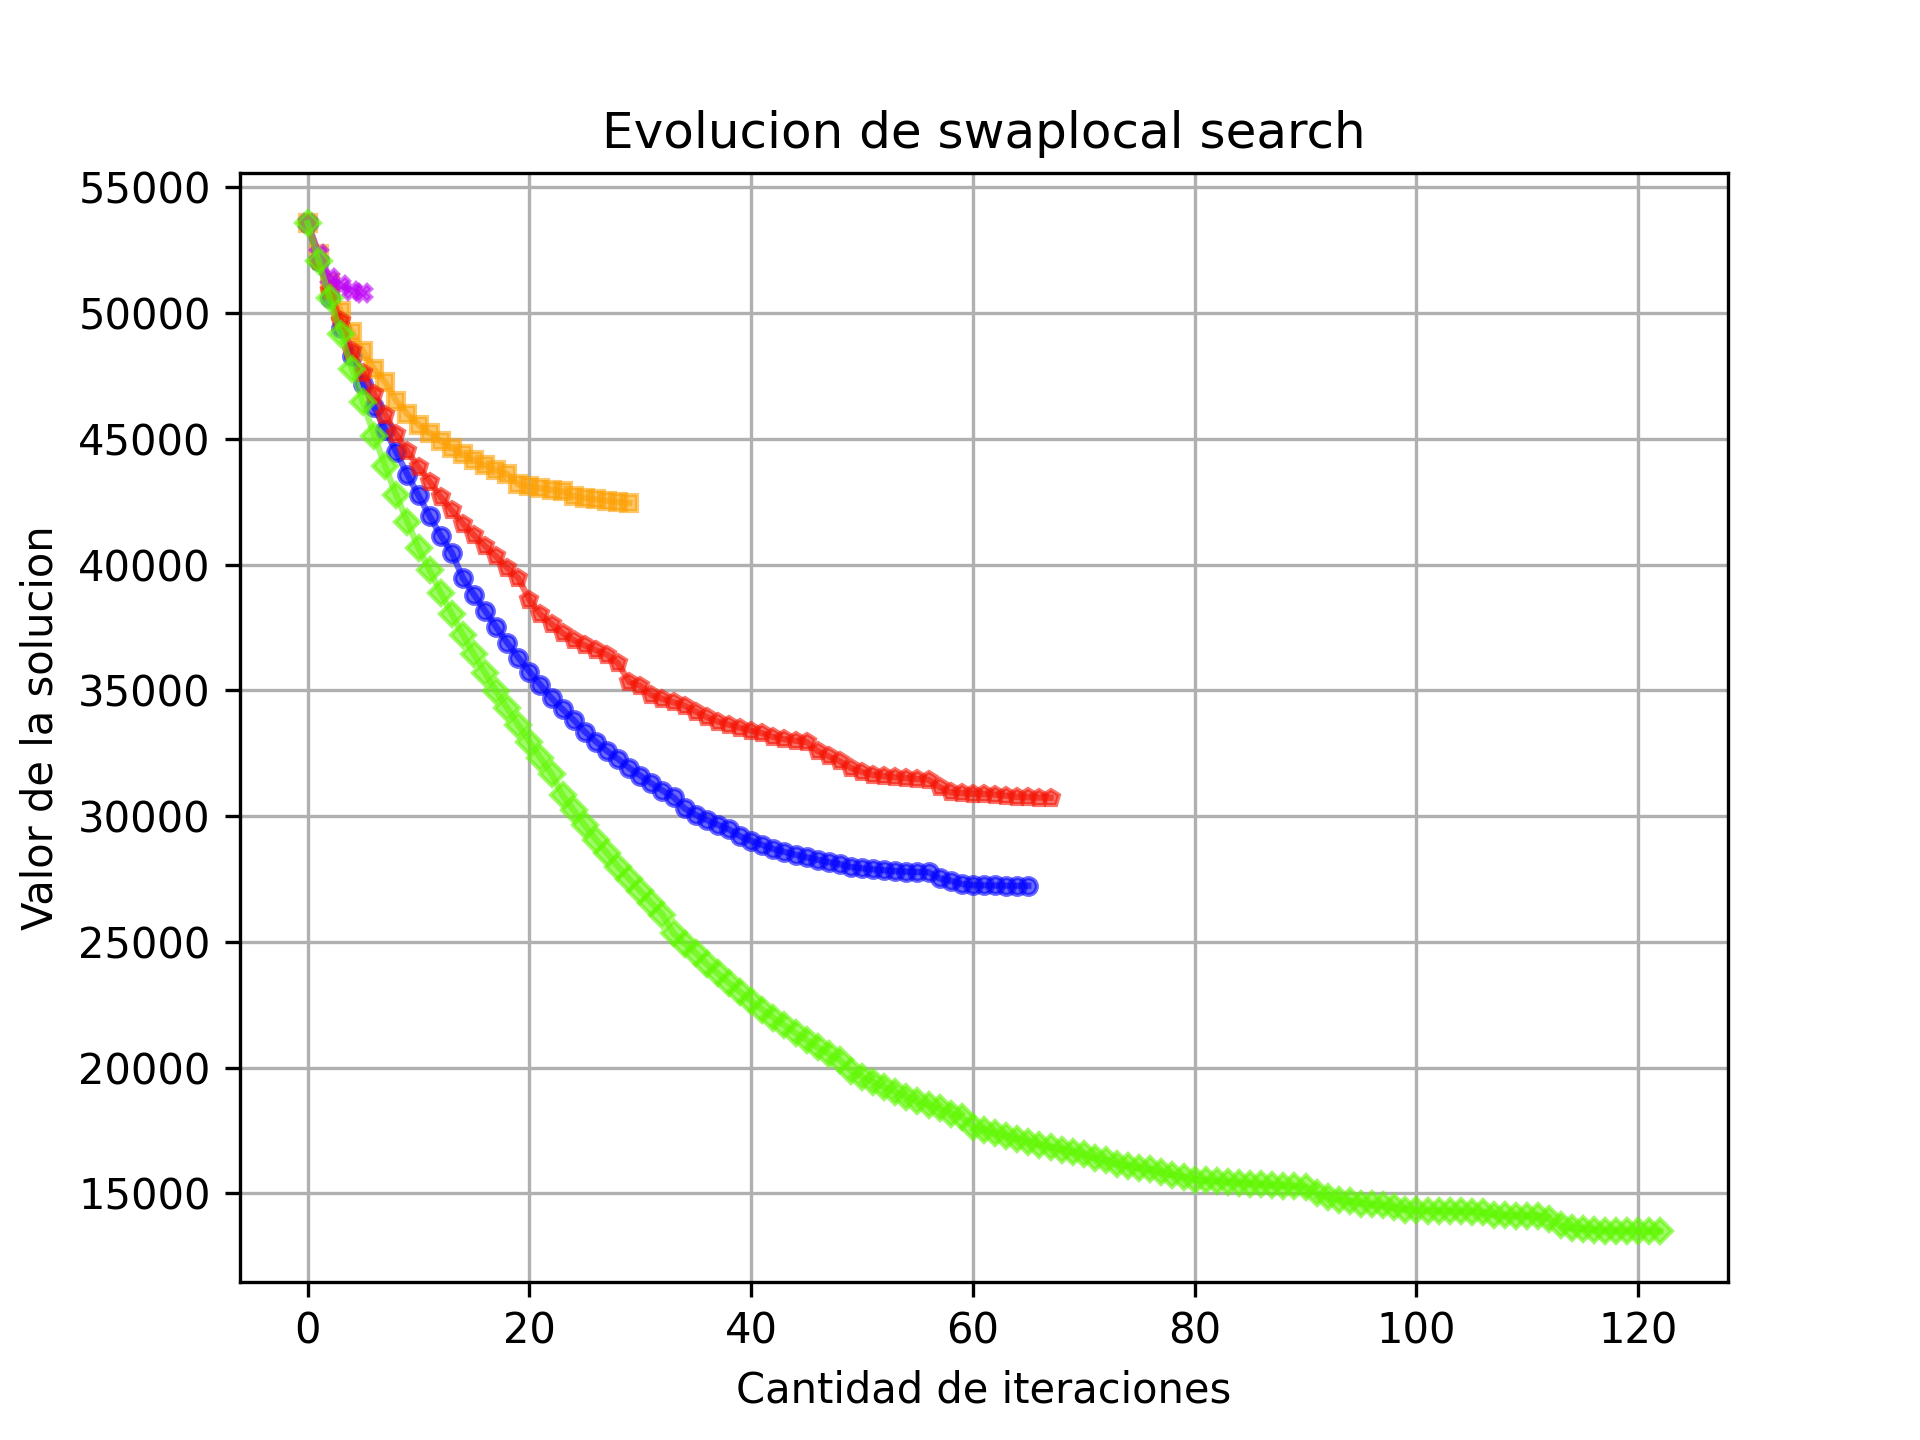 Evolucion de swaplocal search
55000
50000
45000
40000
35000
30000
25000
20000
15000
Valor de la solucion
0 20 40 60 80 100 120
Cantidad de iteraciones